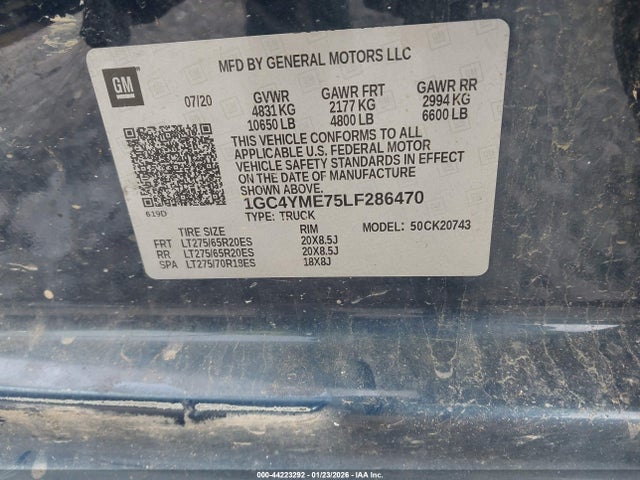 MFD BY GENERAL MOTORS LLC
GM
07/20
GVWR GAWR FRT GAWR RR
4831 KG 2177 KG 2994 KG
10650 LB 4800 LB 6600 LB
THIS VEHICLE CONFORMS TO ALL
APPLICABLE U.S. FEDERAL MOTOR
VEHICLE SAFETY STANDARDS IN EFFECT
ON THE DATE OF MANUFACTURE
SHOWN ABOVE.
619D
1GC4YME75LF286470
TYPE: TRUCK
MODEL: 50CK20743
TIRE SIZE RIM
FRT LT275/65R20ES 20X8.5J
RR LT275/65R20ES 20X8.5J
SPA LT275/70R18ES 18X8J
000-44223292 - 01/23/2026 - IAA Inc.